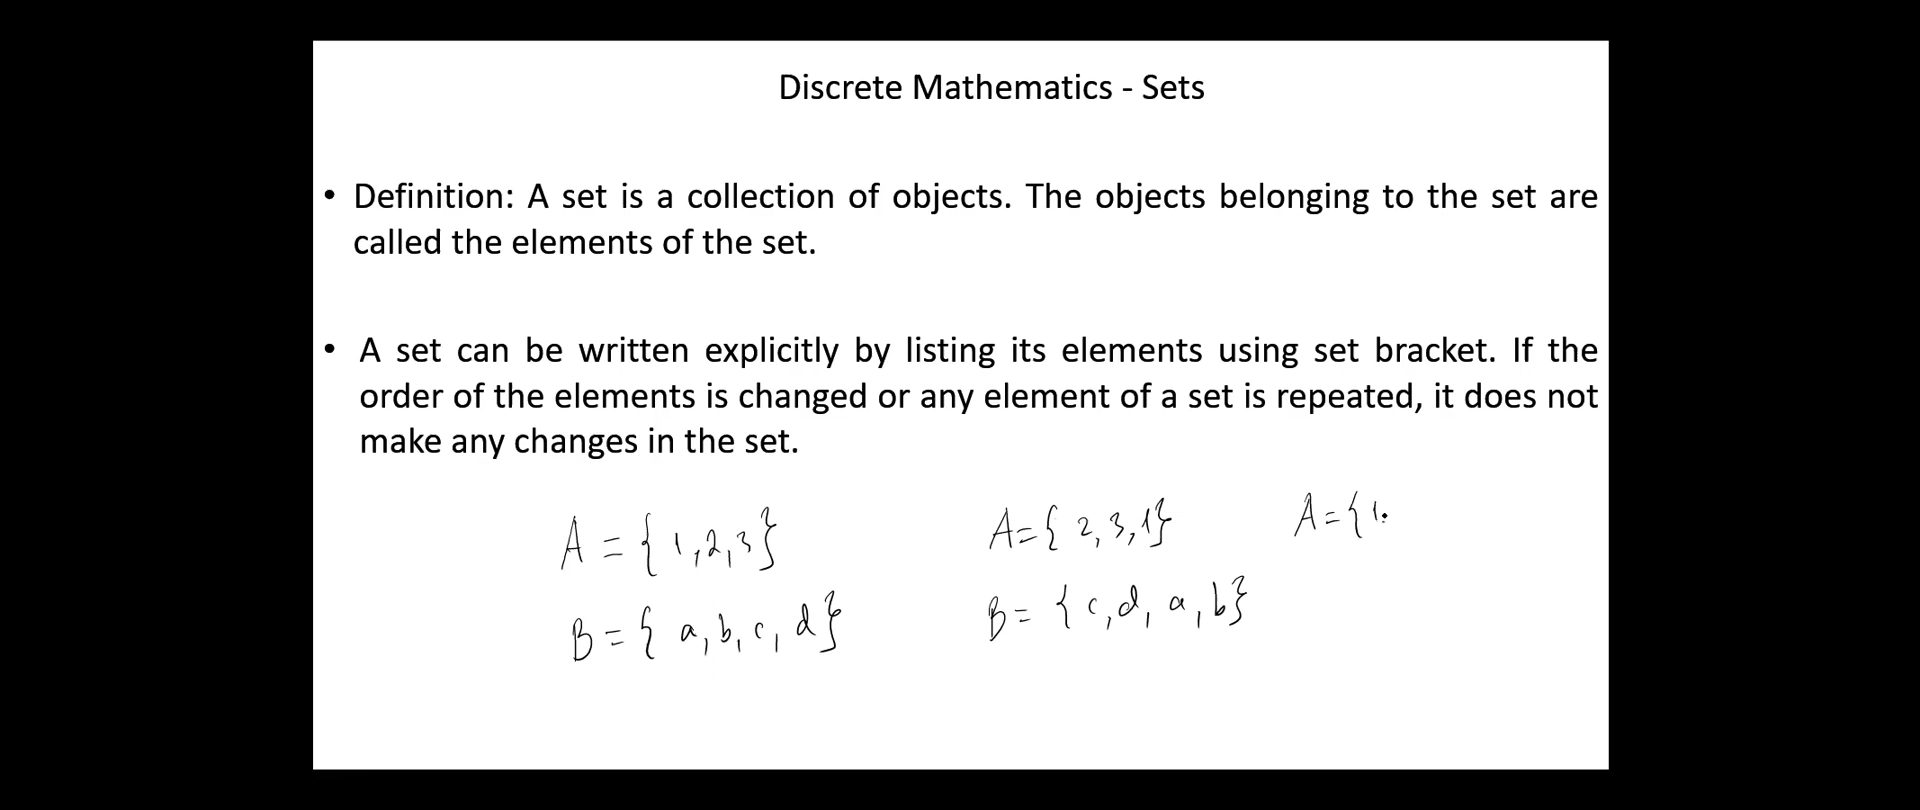 Discrete Mathematics - Sets
• Definition: A set is a collection of objects. The objects belonging to the set are
called the elements of the set.
• A set can be written explicitly by listing its elements using set bracket. If the
order of the elements is changed or any element of a set is repeated, it does not
make any changes in the set.
A = { 1, 2, 3 } A = { 2, 3, 1 } A = { 1
B = { a, b, c, d } B = { c, d, a, b }